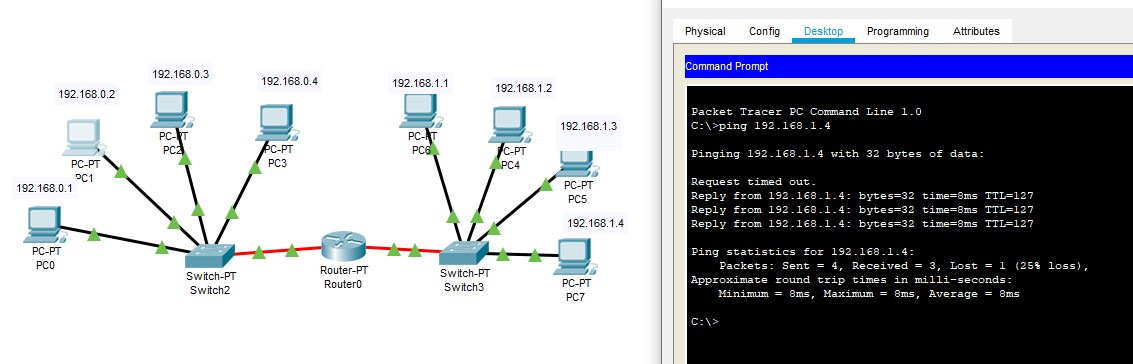 192.168.0.3
192.168.0.4
192.168.0.2
192.168.1.1
192.168.1.2
192.168.1.3
PC-PT
PC2
PC-PT
PC3
PC-PT
PC6
PC-PT
PC4
PC-PT
PC1
192.168.0.1
PC-PT
PC5
192.168.1.4
PC-PT
PC0
Switch-PT
Switch2
Router-PT
Router0
Switch-PT
Switch3
PC-PT
PC7
Physical Config Desktop Programming Attributes
Command Prompt
Packet Tracer PC Command Line 1.0
C:\>ping 192.168.1.4
Pinging 192.168.1.4 with 32 bytes of data:
Request timed out.
Reply from 192.168.1.4: bytes=32 time=8ms TTL=127
Reply from 192.168.1.4: bytes=32 time=8ms TTL=127
Reply from 192.168.1.4: bytes=32 time=8ms TTL=127
Ping statistics for 192.168.1.4:
Packets: Sent = 4, Received = 3, Lost = 1 (25% loss),
Approximate round trip times in milli-seconds:
Minimum = 8ms, Maximum = 8ms, Average = 8ms
C:\>